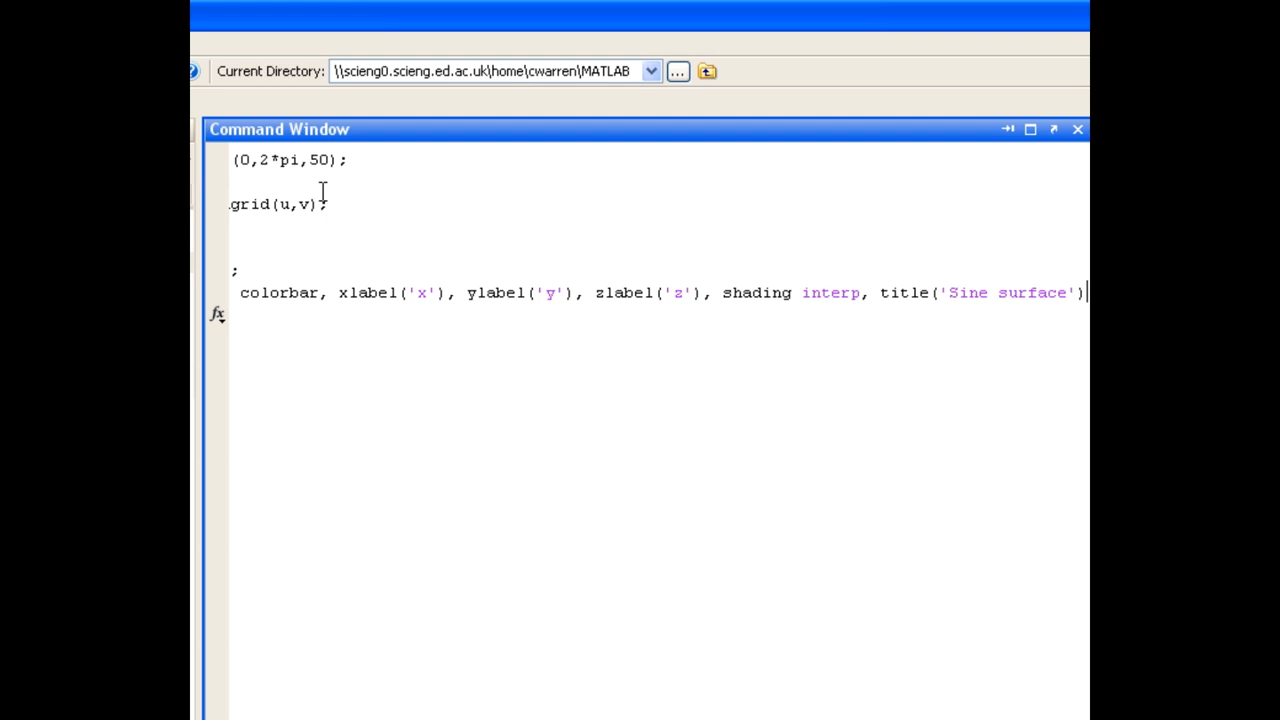 Current Directory: \\scieng0.scieng.ed.ac.uk\home\cwarren\MATLAB ...
Command Window
(0,2*pi,50);
grid(u,v);
;
colorbar, xlabel('x'), ylabel('y'), zlabel('z'), shading interp, title('Sine surface')
fx